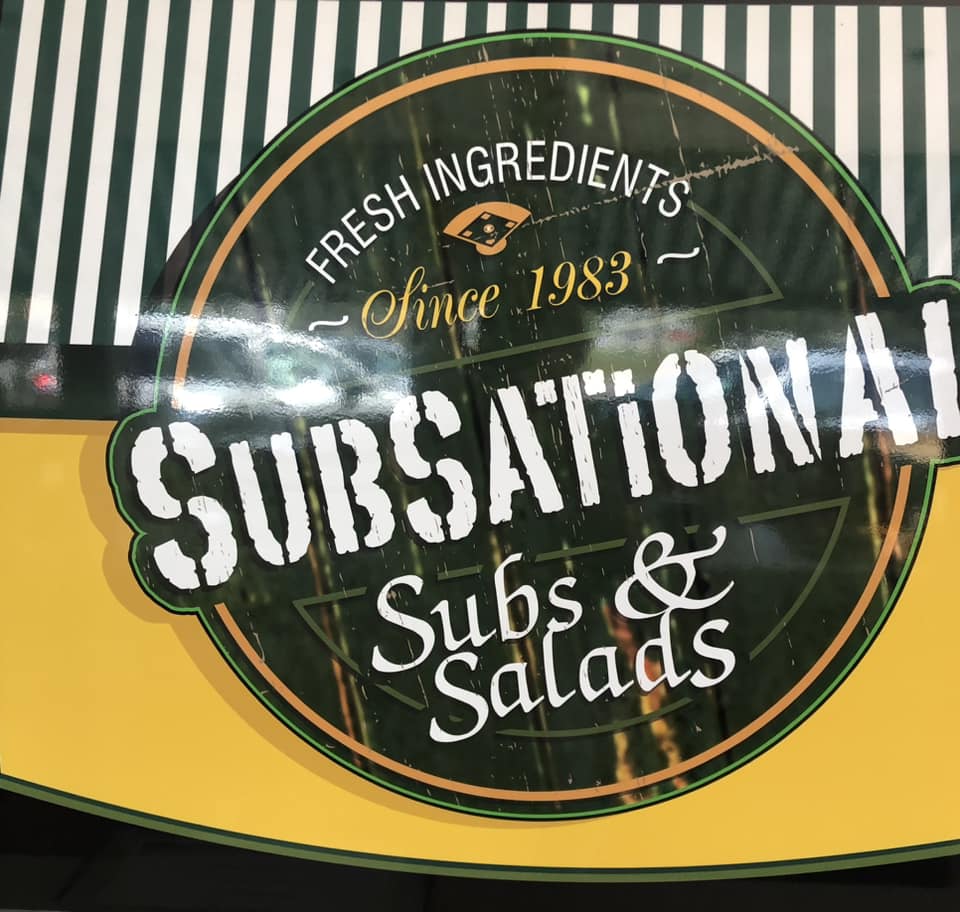 FRESH INGREDIENTS
~ Since 1983 ~
SUBSATIONAL
Subs &
Salads